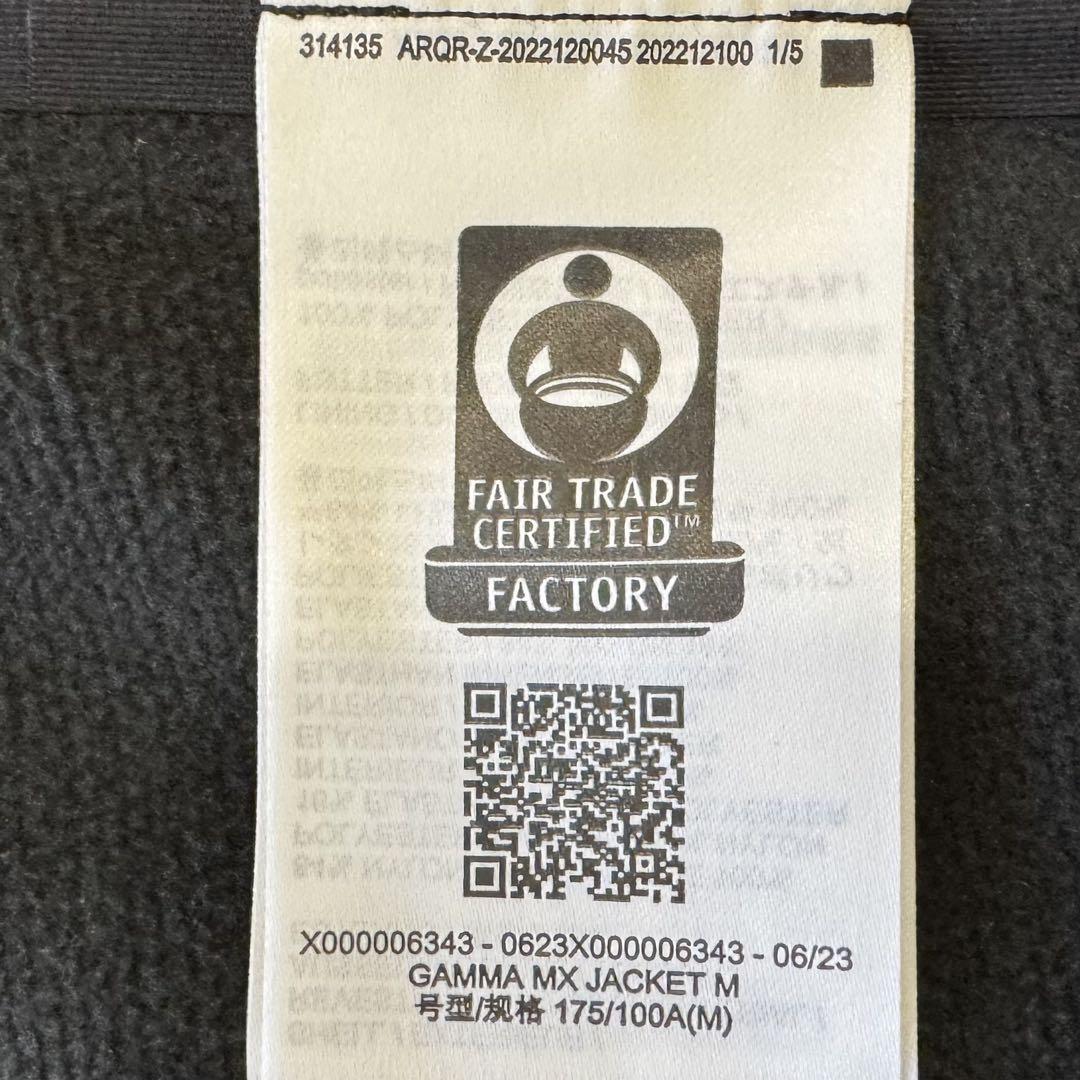 314135 ARQR-Z-2022120045 202212100 1/5
FAIR TRADE
CERTIFIED™
FACTORY
X000006343 - 0623X000006343 - 06/23
GAMMA MX JACKET M
号型/规格 175/100A(M)